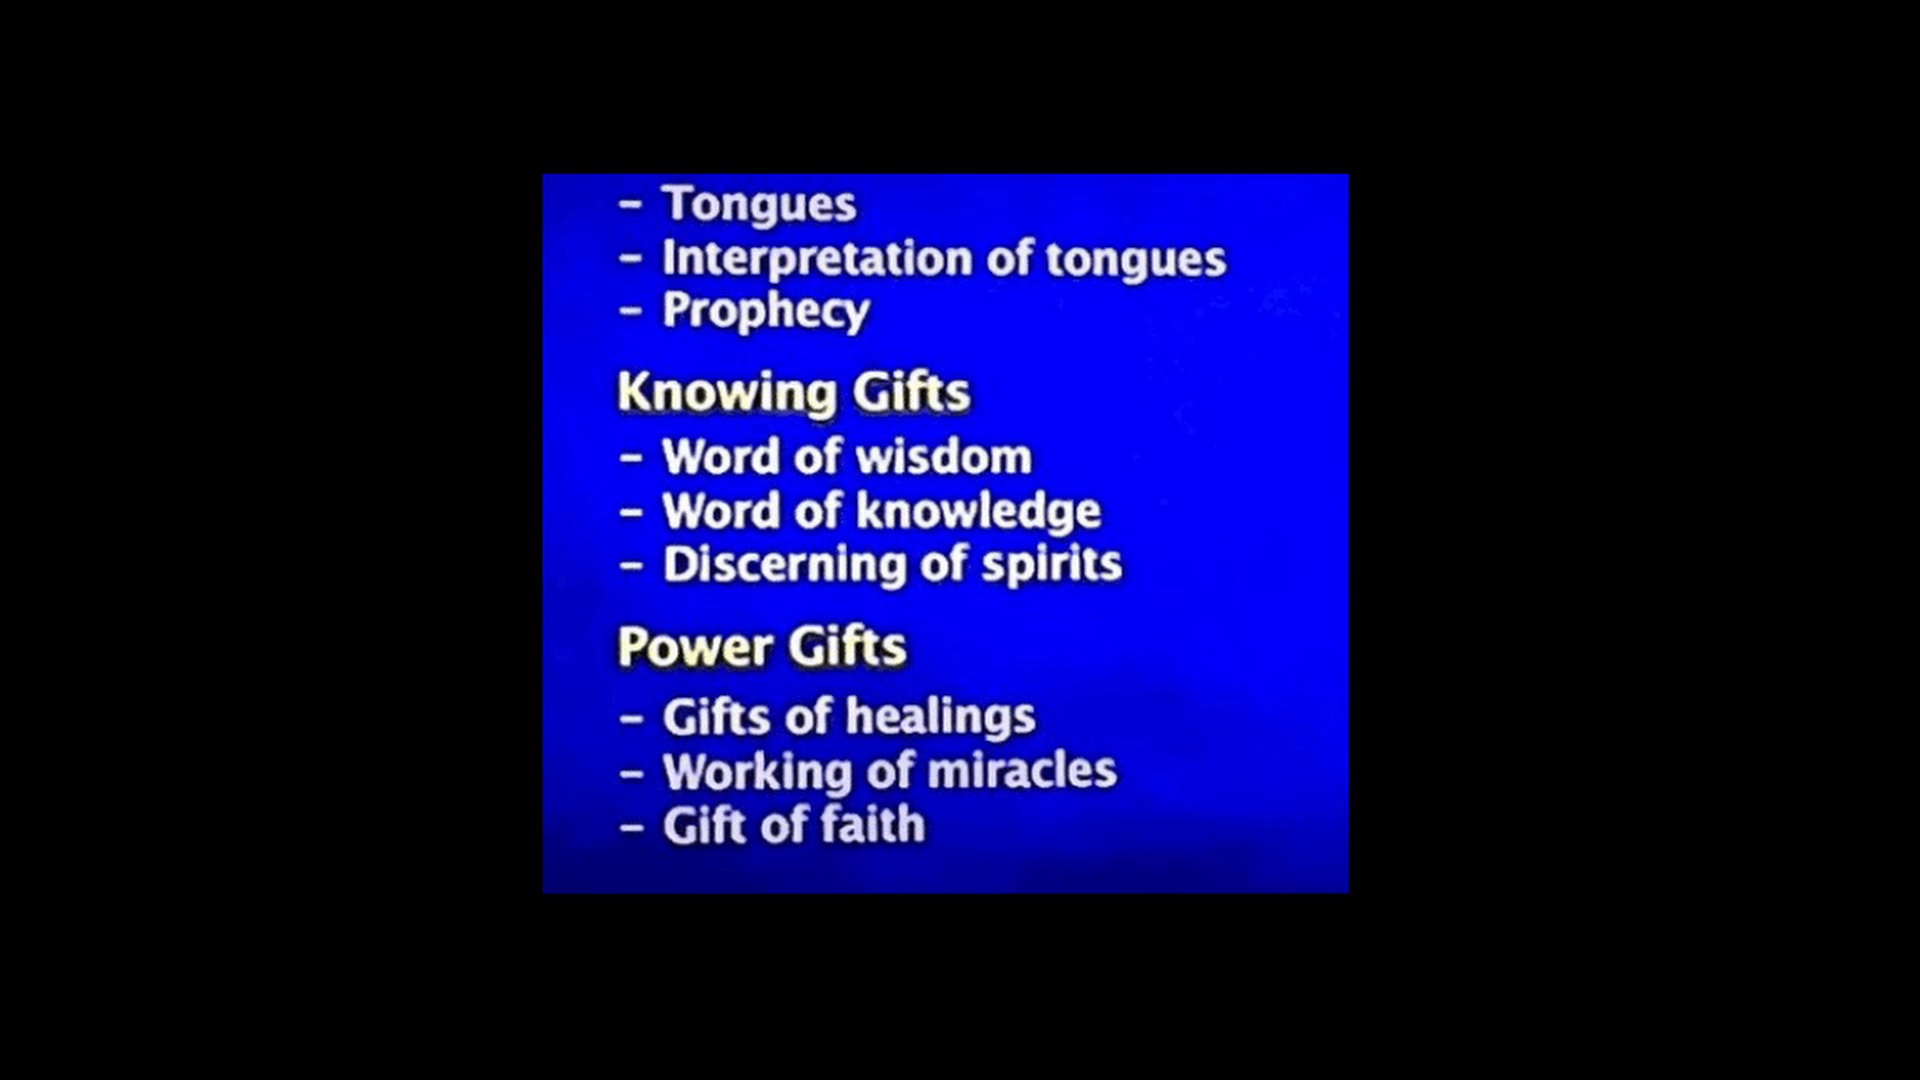 – Tongues
– Interpretation of tongues
– Prophecy
Knowing Gifts
– Word of wisdom
– Word of knowledge
– Discerning of spirits
Power Gifts
– Gifts of healings
– Working of miracles
– Gift of faith